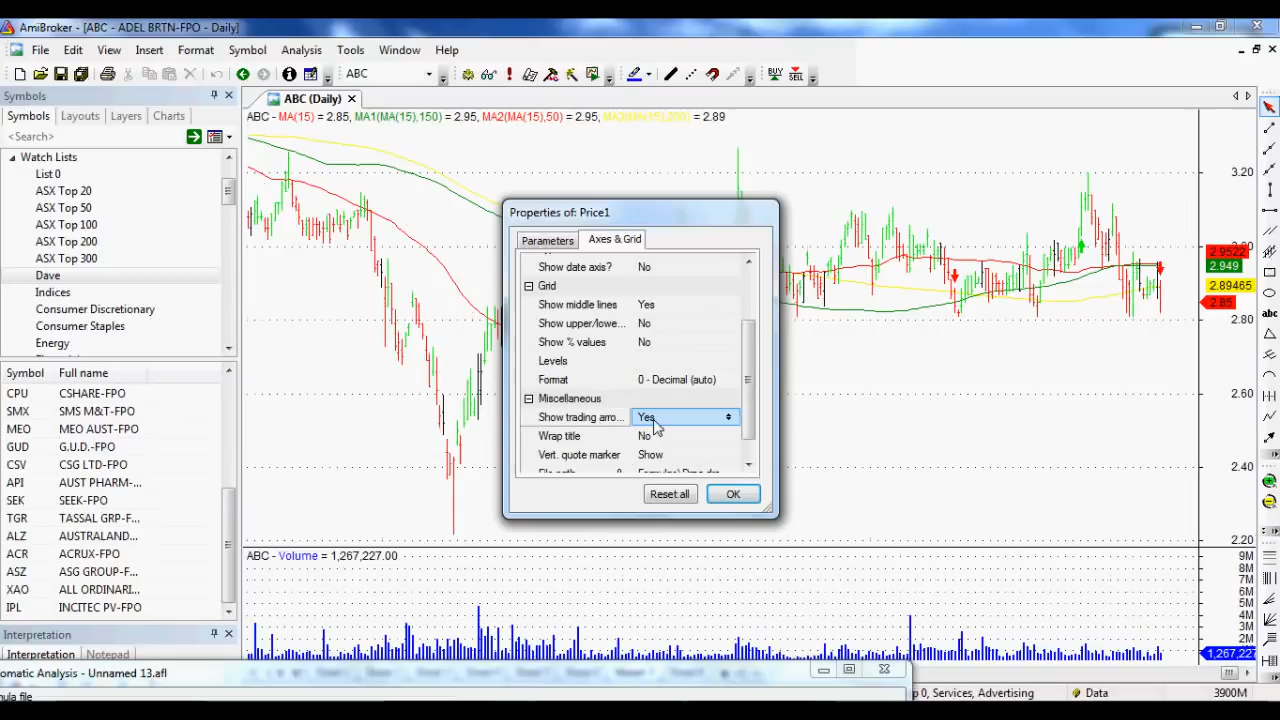 AmiBroker - [ABC - ADEL BRTN-FPO - Daily]
File Edit View Insert Format Symbol Analysis Tools Window Help
ABC
BUY SELL
Symbols
Symbols Layouts Layers Charts
<Search>
Watch Lists
List 0
ASX Top 20
ASX Top 50
ASX Top 100
ASX Top 200
ASX Top 300
Dave
Indices
Consumer Discretionary
Consumer Staples
Energy
Symbol Full name
CPU CSHARE-FPO
SMX SMS M&T-FPO
MEO MEO AUST-FPO
GUD G.U.D.-FPO
CSV CSG LTD-FPO
API AUST PHARM-...
SEK SEEK-FPO
TGR TASSAL GRP-F...
ALZ AUSTRALAND...
ACR ACRUX-FPO
ASZ ASG GROUP-F...
XAO ALL ORDINARI...
IPL INCITEC PV-FPO
Interpretation
Interpretation Notepad
ABC (Daily)
ABC - MA(15) = 2.85, MA1(MA(15),150) = 2.95, MA2(MA(15),50) = 2.95, = 2.89
3.20
2.9522
2.949
2.89465
2.85
2.80
2.60
2.40
2.20
Properties of: Price1
Parameters Axes & Grid
Show date axis? No
Grid
Show middle lines Yes
Show upper/lowe... No
Show % values No
Levels
Format 0 - Decimal (auto)
Miscellaneous
Show trading arro... Yes
Wrap title No
Vert. quote marker Show
Reset all OK
ABC - Volume = 1,267,227.00
9M
8M
7M
6M
5M
4M
3M
2M
1,267,227
abc
omatic Analysis - Unnamed 13.afl
p 0, Services, Advertising Data 3900M